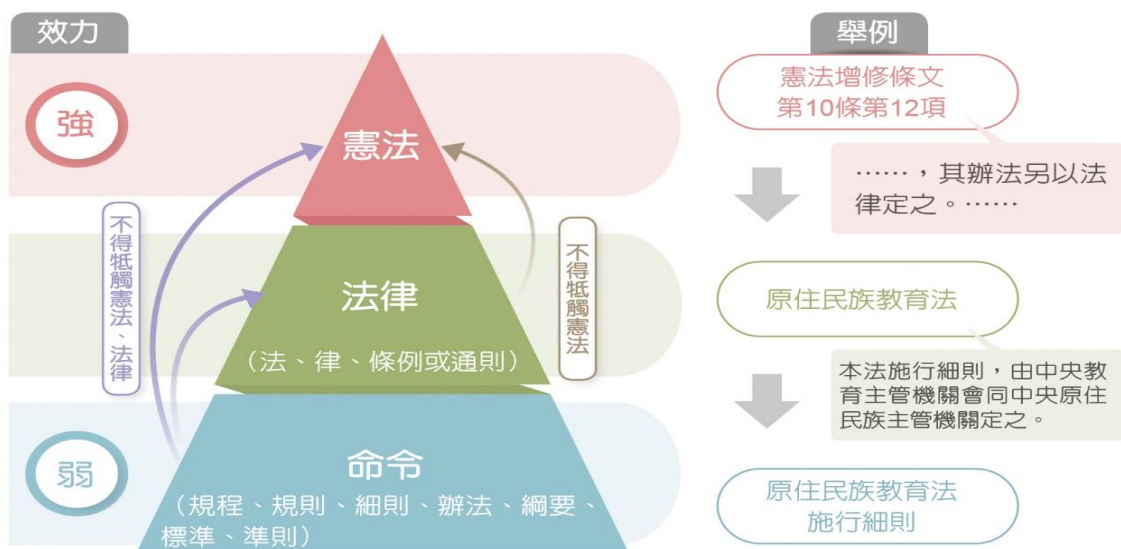 效力
強
憲法
不得牴觸憲法、法律
不得牴觸憲法
法律
（法、律、條例或通則）
弱
命令
（規程、規則、細則、辦法、綱要、
標準、準則）
舉例
憲法增修條文
第10條第12項
……，其辦法另以法
律定之。……
原住民族教育法
本法施行細則，由中央教
育主管機關會同中央原住
民族主管機關定之。
原住民族教育法
施行細則